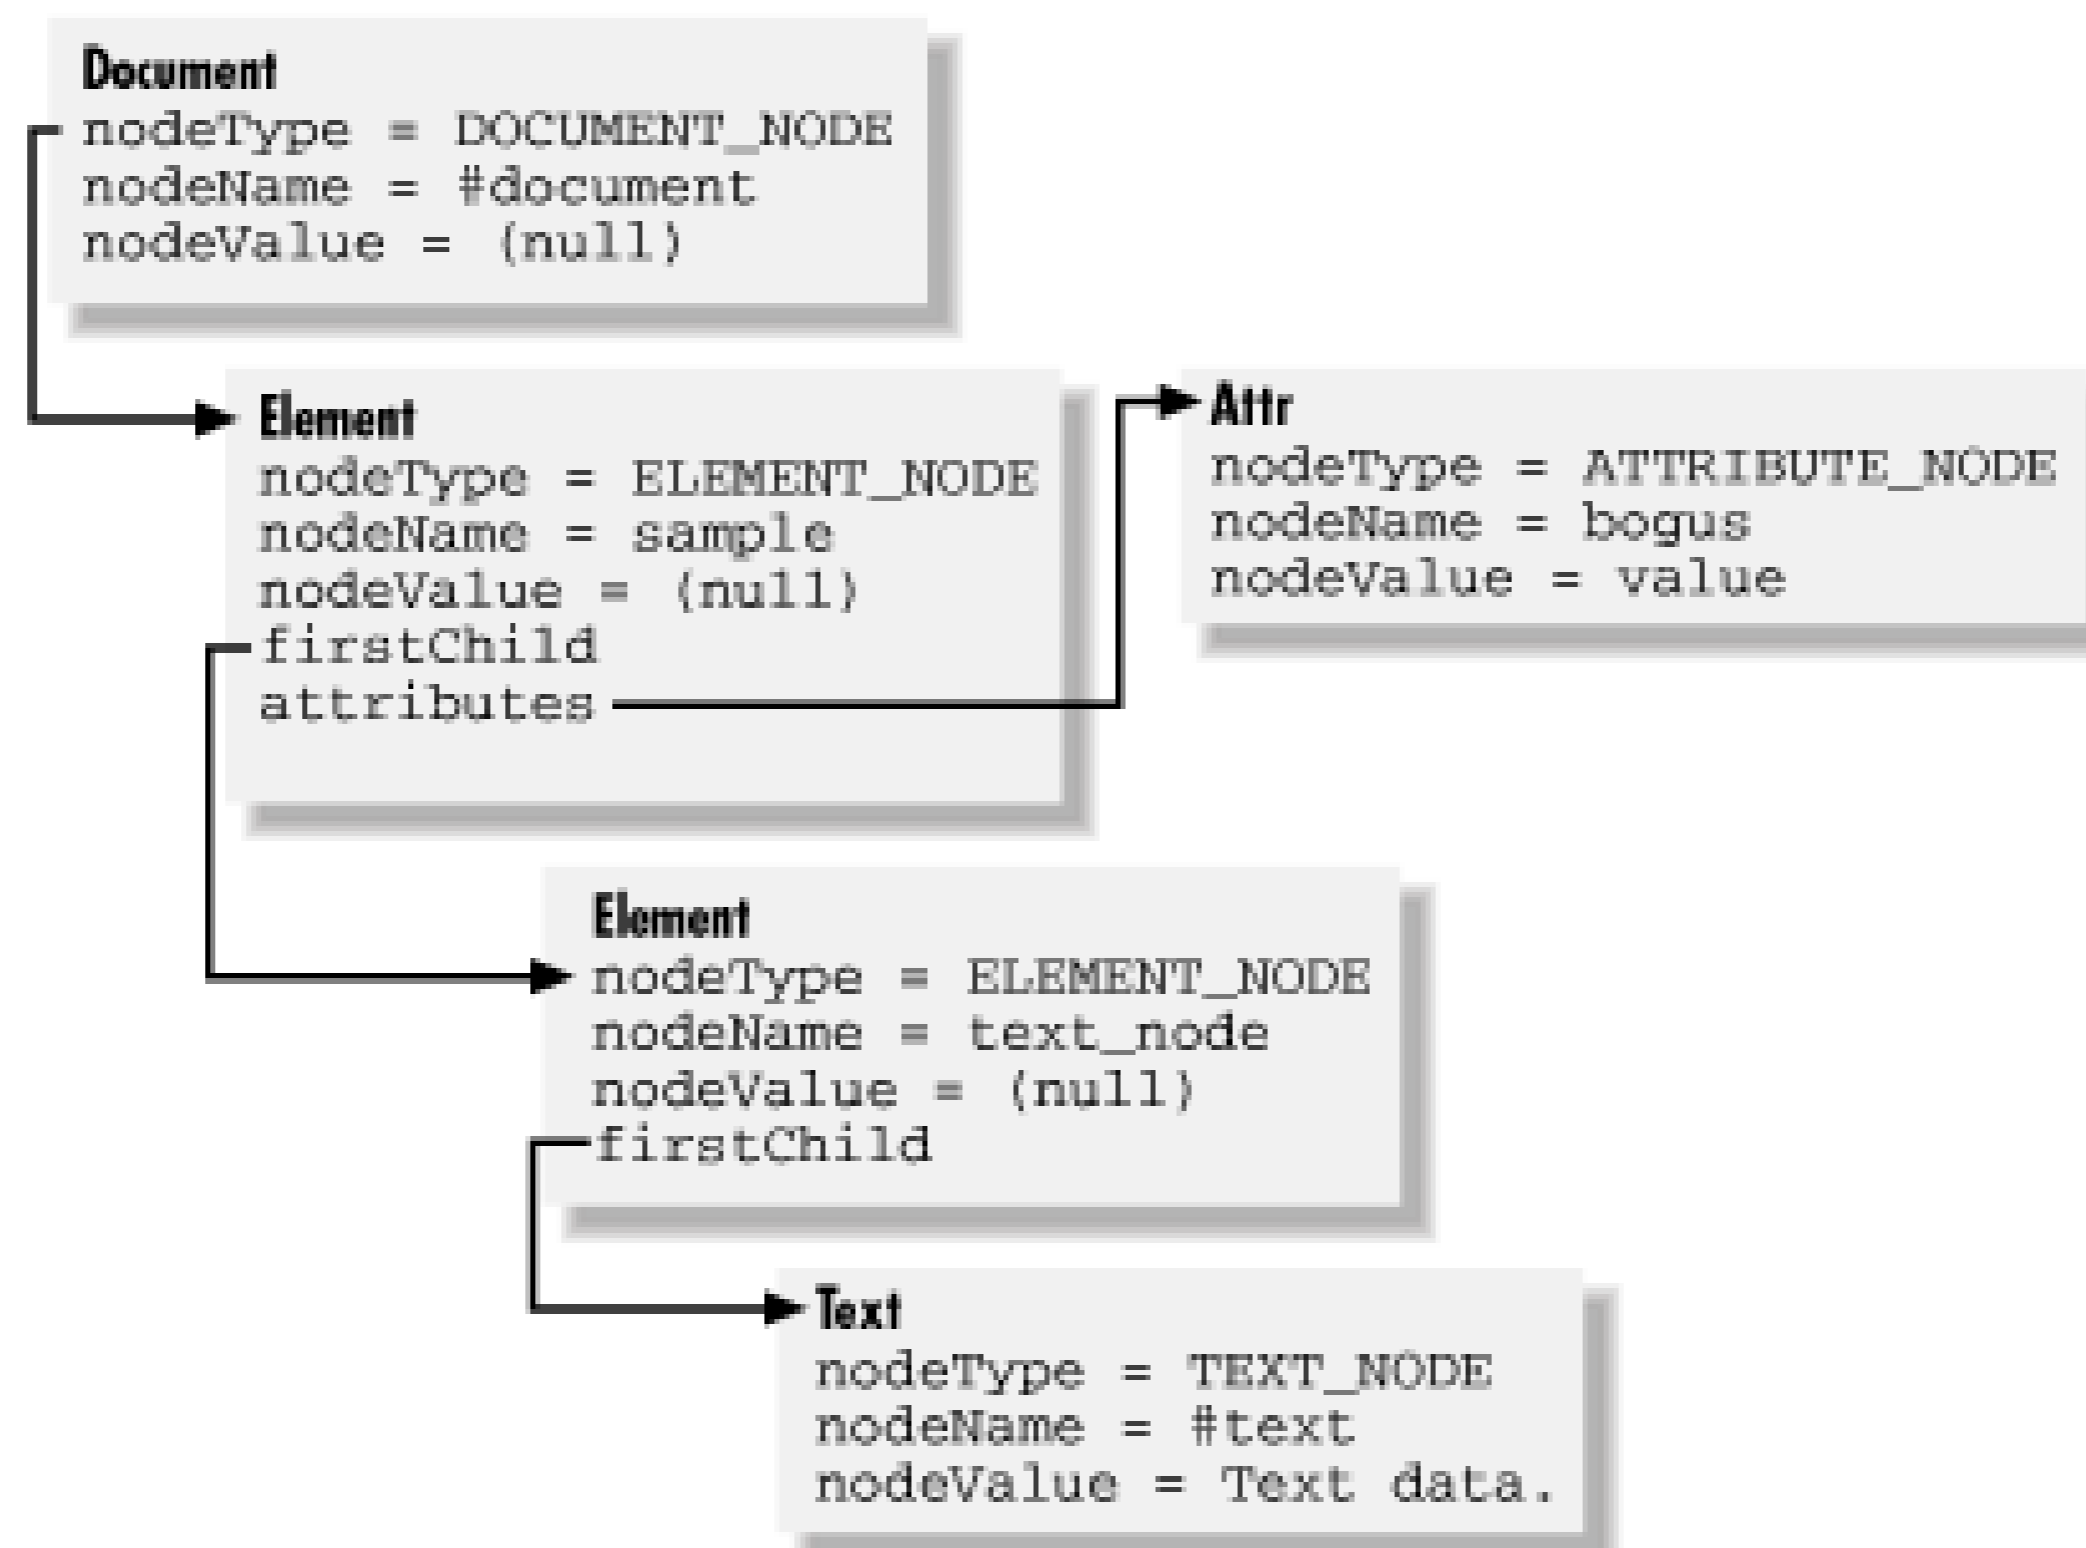 Document
nodeType = DOCUMENT_NODE
nodeName = #document
nodeValue = (null)
Element
nodeType = ELEMENT_NODE
nodeName = sample
nodeValue = (null)
firstChild
attributes
Attr
nodeType = ATTRIBUTE_NODE
nodeName = bogus
nodeValue = value
Element
nodeType = ELEMENT_NODE
nodeName = text_node
nodeValue = (null)
firstChild
Text
nodeType = TEXT_NODE
nodeName = #text
nodeValue = Text data.